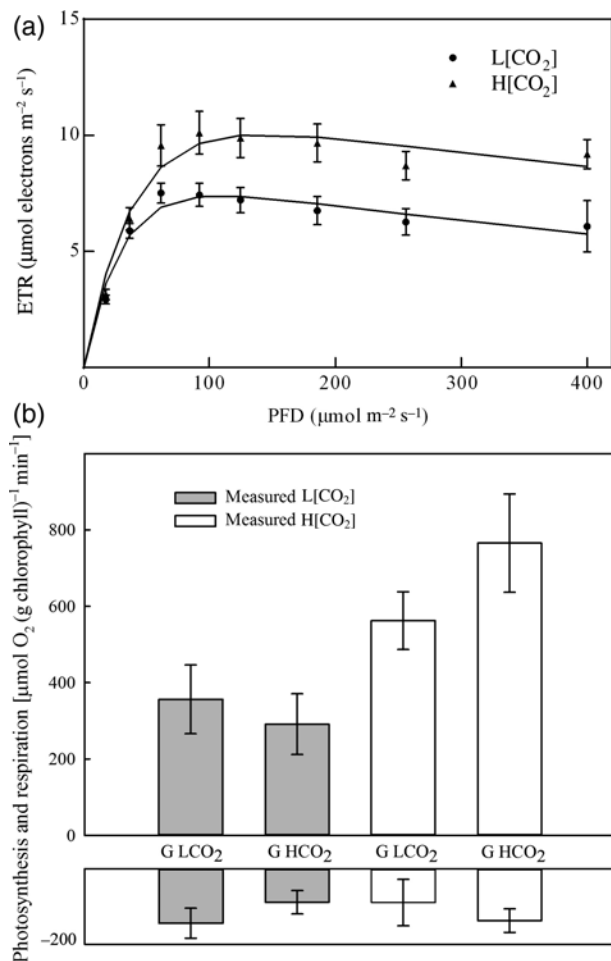 (a)
15
10
5
L[CO₂]
H[CO₂]
ETR (μmol electrons m⁻² s⁻¹)
0 100 200 300 400
PFD (μmol m⁻² s⁻¹)
(b)
Measured L[CO₂]
Measured H[CO₂]
800
600
400
200
0
Photosynthesis and respiration [μmol O₂ (g chlorophyll)⁻¹ min⁻¹]
G LCO₂ G HCO₂ G LCO₂ G HCO₂
–200